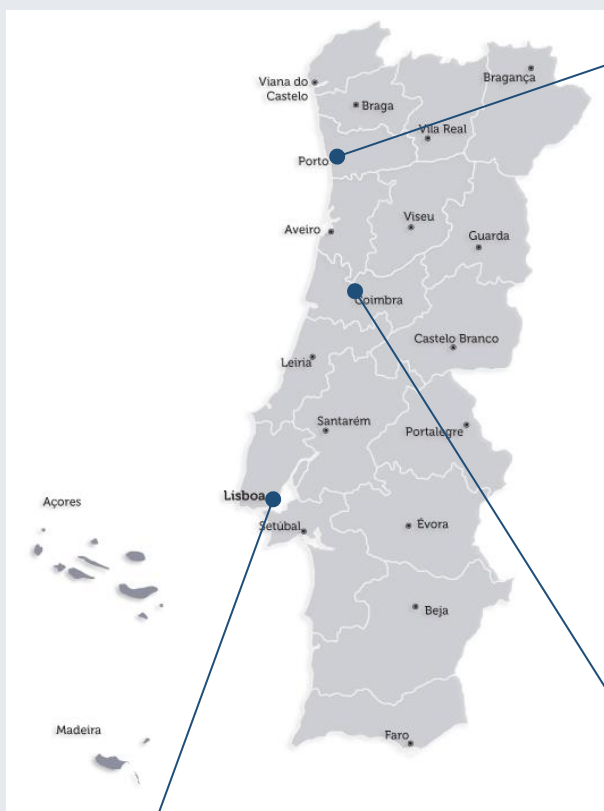 Bragança
Viana do
Castelo
Braga
Vila Real
Porto
Viseu
Aveiro
Guarda
Coimbra
Castelo Branco
Leiria
Santarém
Portalegre
Lisboa
Açores
Évora
Setúbal
Beja
Madeira
Faro